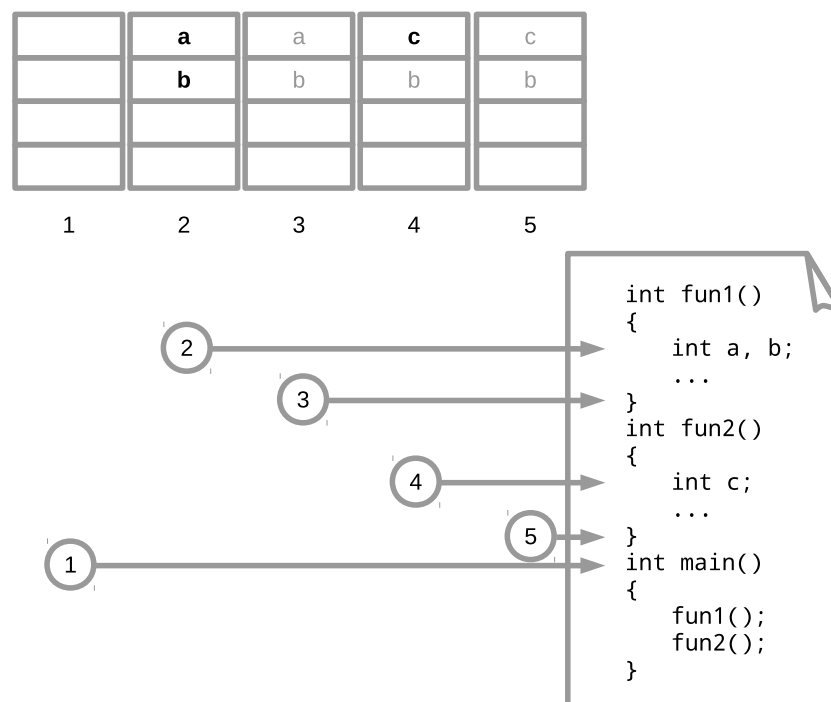 a a c c
b b b b
1 2 3 4 5
int fun1()
{
2
int a, b;
...
3
}
int fun2()
{
4
int c;
...
5
}
1
int main()
{
fun1();
fun2();
}